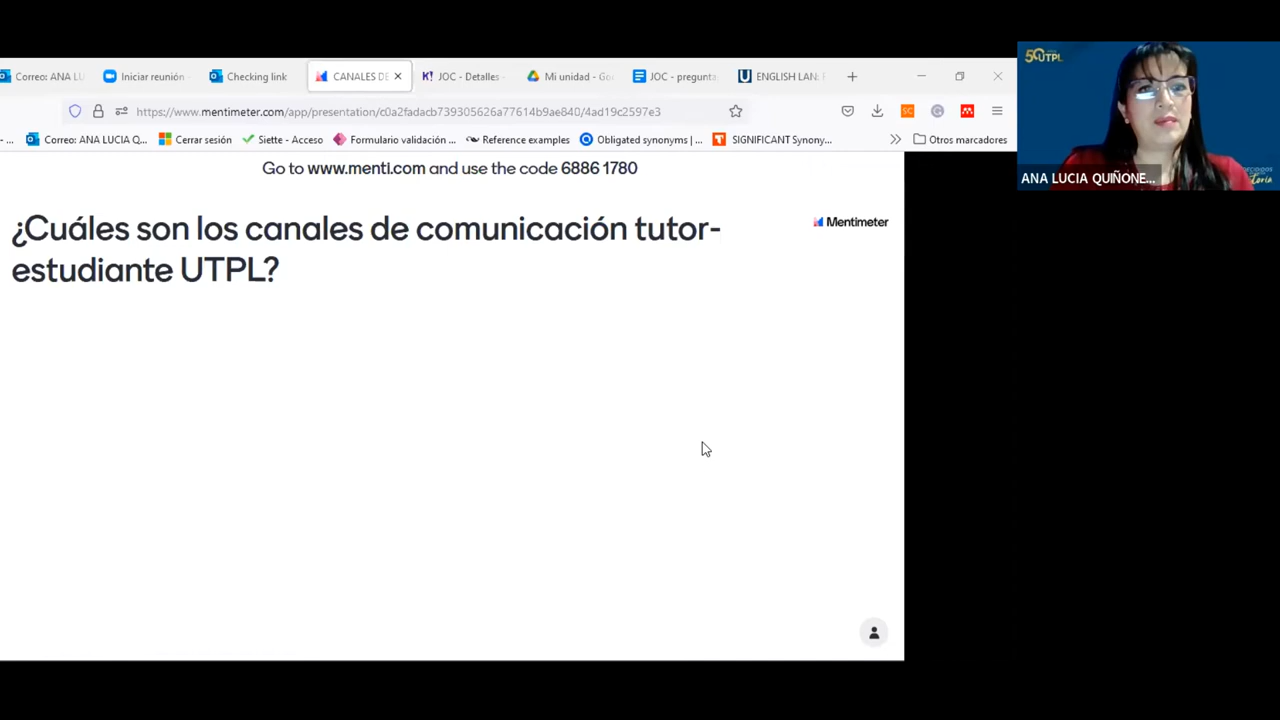 Correo: ANA LU
Iniciar reunión
Checking link
CANALES DE
JOC - Detalles
Mi unidad - Go
JOC - pregunta
ENGLISH LAN
https://www.mentimeter.com/app/presentation/c0a2fadacb739305626a77614b9ae840/4ad19c2597e3
Correo: ANA LUCIA Q...
Cerrar sesión
Siette - Acceso
Formulario validación ...
Reference examples
Obligated synonyms | ...
SIGNIFICANT Synony...
Otros marcadores
Go to www.menti.com and use the code 6886 1780
¿Cuáles son los canales de comunicación tutor-
estudiante UTPL?
Mentimeter
50 UTPL
ANA LUCIA QUIÑONE...